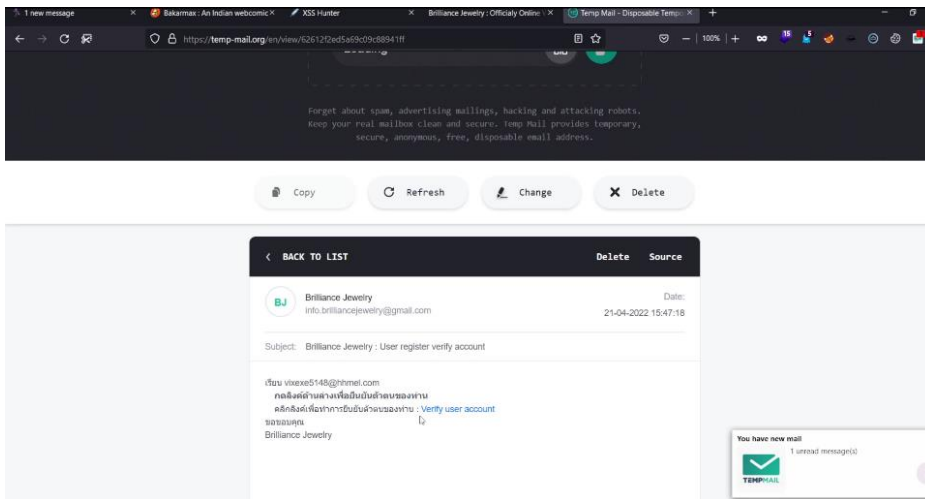 1 new message
Bakarmax : An Indian webcomic
XSS Hunter
Brilliance Jewelry : Officialy Online
Temp Mail - Disposable Tempo
https://temp-mail.org/en/view/62612f2ed5a69c09c88941ff
100%
15
5
Forget about spam, advertising mailings, hacking and attacking robots.
Keep your real mailbox clean and secure. Temp Mail provides temporary,
secure, anonymous, free, disposable email address.
Copy
Refresh
Change
Delete
BACK TO LIST
Delete
Source
BJ
Brilliance Jewelry
info.brilliancejewelry@gmail.com
Date:
21-04-2022 15:47:18
Subject: Brilliance Jewelry : User register verify account
เรียน vixexe5148@hhmel.com
กดลิงค์ด้านล่างเพื่อยืนยันตัวตนของท่าน
คลิกลิงค์เพื่อทำการยืนยันตัวตนของท่าน : Verify user account
ขอขอบคุณ
Brilliance Jewelry
You have new mail
1 unread message(s)
TEMPMAIL